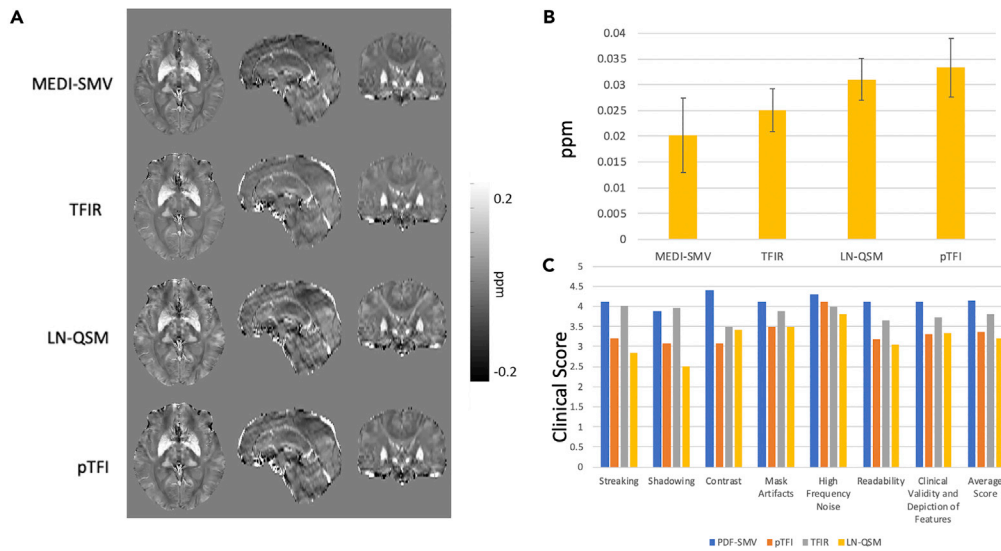 A
MEDI-SMV
TFIR
LN-QSM
pTFI
0.2
ppm
-0.2
B
0.04
0.035
0.03
0.025
0.02
0.015
0.01
0.005
0
ppm
MEDI-SMV TFIR LN-QSM pTFI
C
5
4.5
4
3.5
3
2.5
2
1.5
1
0.5
0
Clinical Score
Streaking Shadowing Contrast Mask High Readability Clinical Average
Artifacts Frequency Validity and Score
Noise Depiction of
Features
PDF-SMV pTFI TFIR LN-QSM